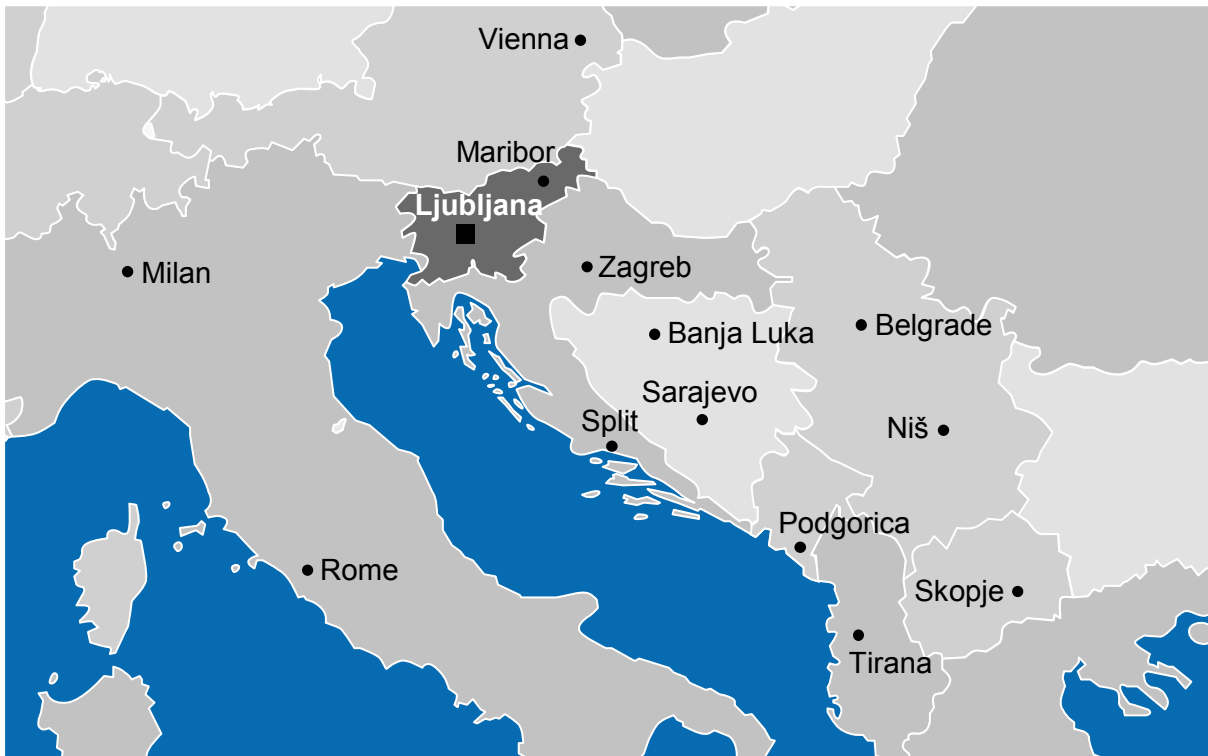 Vienna
Maribor
Ljubljana
Milan
Zagreb
Banja Luka
Belgrade
Sarajevo
Split
Niš
Podgorica
Rome
Skopje
Tirana